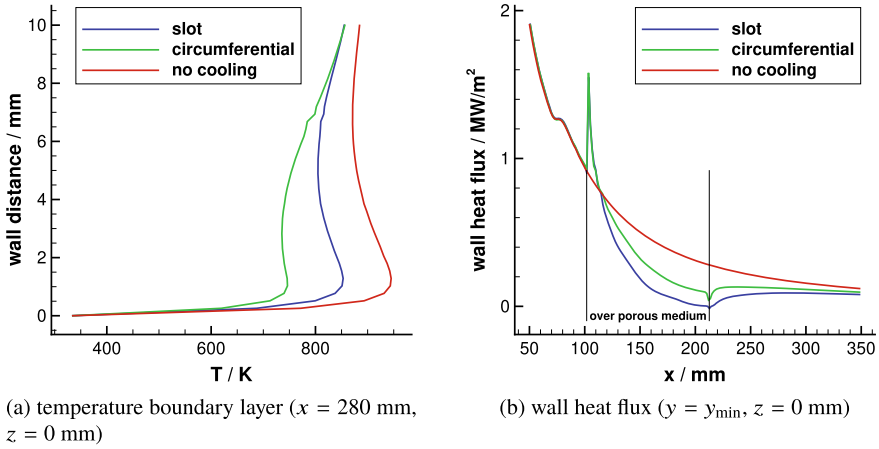 10
8
6
4
2
0
wall distance / mm
slot
circumferential
no cooling
400
600
800
T / K
2
1
0
wall heat flux / MW/m²
slot
circumferential
no cooling
over porous medium
50
100
150
200
250
300
350
x / mm
(a) temperature boundary layer (x = 280 mm,
z = 0 mm)
(b) wall heat flux (y = yₘᵢₙ, z = 0 mm)